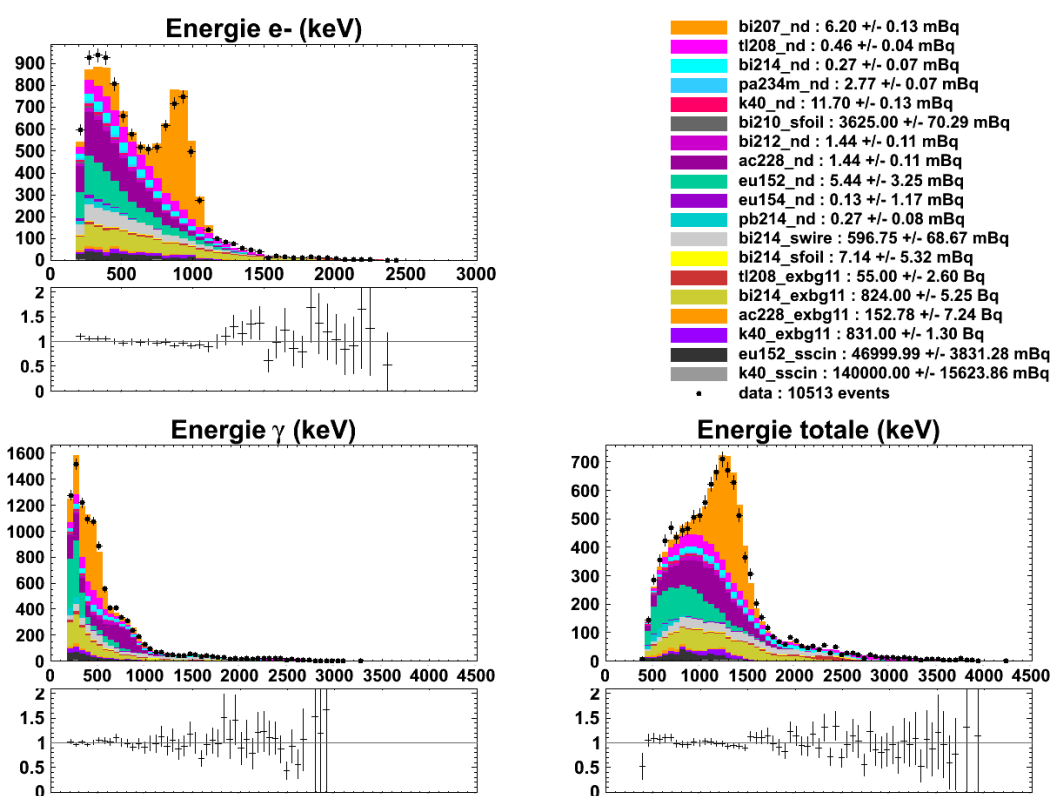 Energie e- (keV)
900
800
700
600
500
400
300
200
100
0
0 500 1000 1500 2000 2500 3000
2
1.5
1
0.5
0
bi207_nd : 6.20 +/- 0.13 mBq
tl208_nd : 0.46 +/- 0.04 mBq
bi214_nd : 0.27 +/- 0.07 mBq
pa234m_nd : 2.77 +/- 0.07 mBq
k40_nd : 11.70 +/- 0.13 mBq
bi210_sfoil : 3625.00 +/- 70.29 mBq
bi212_nd : 1.44 +/- 0.11 mBq
ac228_nd : 1.44 +/- 0.11 mBq
eu152_nd : 5.44 +/- 3.25 mBq
eu154_nd : 0.13 +/- 1.17 mBq
pb214_nd : 0.27 +/- 0.08 mBq
bi214_swire : 596.75 +/- 68.67 mBq
bi214_sfoil : 7.14 +/- 5.32 mBq
tl208_exbg11 : 55.00 +/- 2.60 Bq
bi214_exbg11 : 824.00 +/- 5.25 Bq
ac228_exbg11 : 152.78 +/- 7.24 Bq
k40_exbg11 : 831.00 +/- 1.30 Bq
eu152_sscin : 46999.99 +/- 3831.28 mBq
k40_sscin : 140000.00 +/- 15623.86 mBq
data : 10513 events
Energie γ (keV)
1600
1400
1200
1000
800
600
400
200
0
0 500 1000 1500 2000 2500 3000 3500 4000 4500
2
1.5
1
0.5
0
Energie totale (keV)
700
600
500
400
300
200
100
0
0 500 1000 1500 2000 2500 3000 3500 4000 4500
2
1.5
1
0.5
0